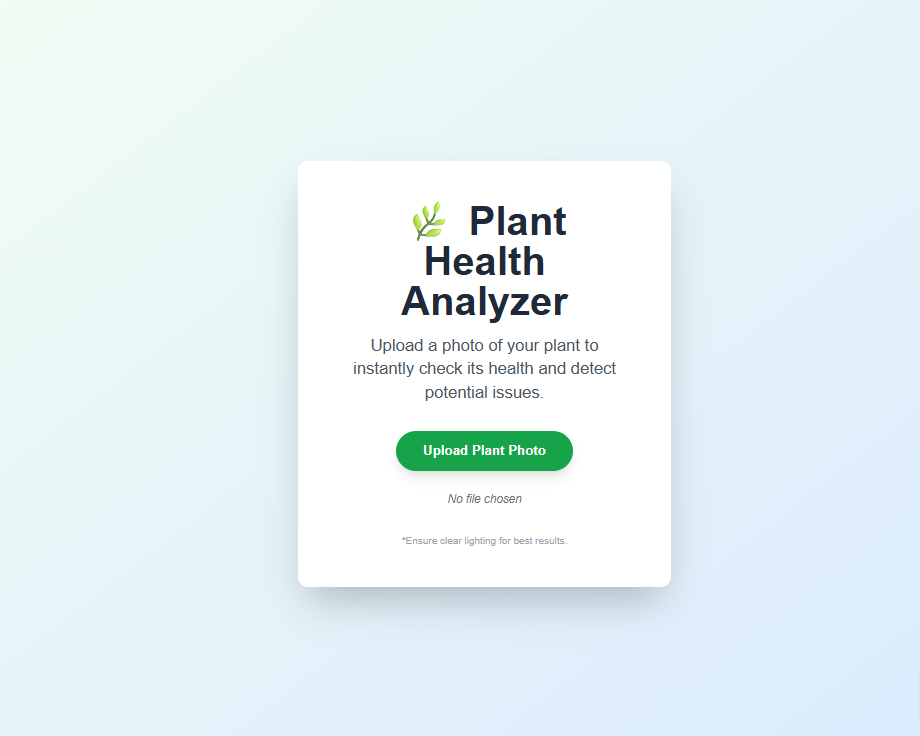 Plant
Health
Analyzer
Upload a photo of your plant to
instantly check its health and detect
potential issues.
Upload Plant Photo
No file chosen
*Ensure clear lighting for best results.